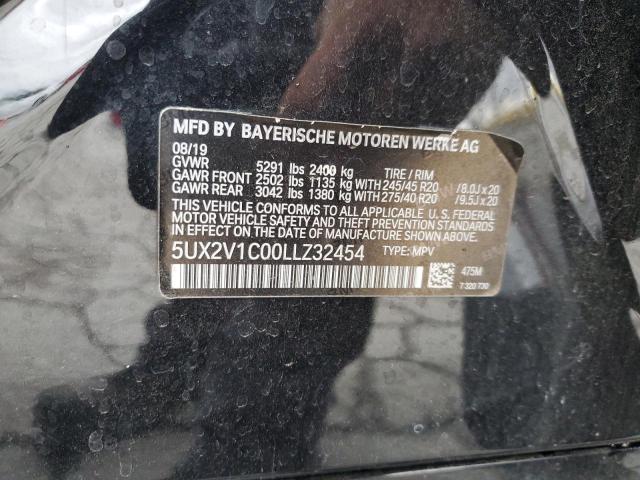 MFD BY BAYERISCHE MOTOREN WERKE AG
08/19
GVWR 5291 lbs 2400 kg TIRE / RIM
GAWR FRONT 2502 lbs 1135 kg WITH 245/45 R20 /8.0J x 20
GAWR REAR 3042 lbs 1380 kg WITH 275/40 R20 /9.5J x 20
THIS VEHICLE CONFORMS TO ALL APPLICABLE U. S. FEDERAL
MOTOR VEHICLE SAFETY AND THEFT PREVENTION STANDARDS
IN EFFECT ON THE DATE OF MANUFACTURE SHOWN ABOVE.
5UX2V1C00LLZ32454 TYPE: MPV
475M
7 320 730